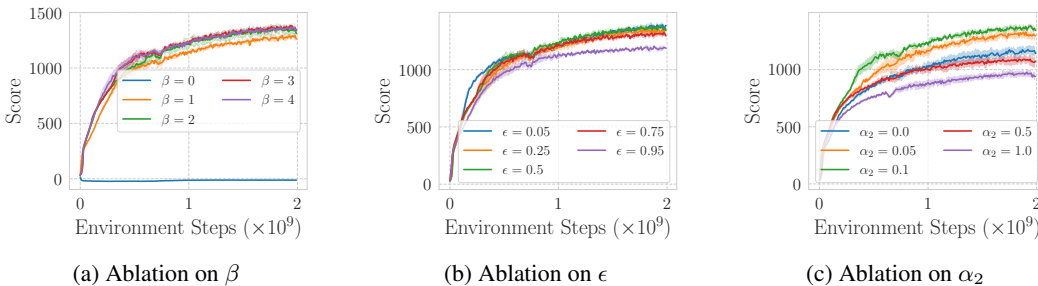 1500
1000
500
0
Score
β = 0
β = 1
β = 2
β = 3
β = 4
0 1 2
Environment Steps (×10⁹)
(a) Ablation on β
1000
500
0
Score
ϵ = 0.05
ϵ = 0.25
ϵ = 0.5
ϵ = 0.75
ϵ = 0.95
0 1 2
Environment Steps (×10⁹)
(b) Ablation on ϵ
1000
500
0
Score
α₂ = 0.0
α₂ = 0.05
α₂ = 0.1
α₂ = 0.5
α₂ = 1.0
0 1 2
Environment Steps (×10⁹)
(c) Ablation on α₂